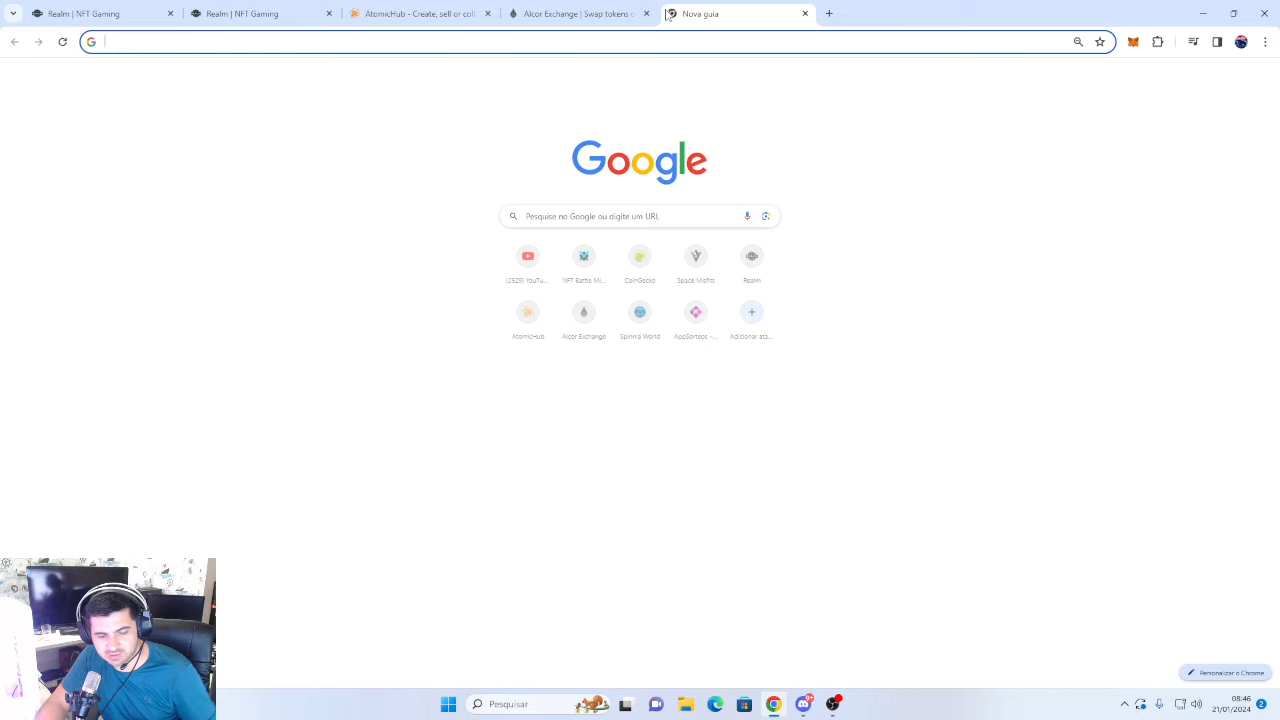 Realm | NFT Gaming
Realm | NFT Gaming
AtomicHub - Create, sell or coll
Alcor Exchange | Swap tokens o
Nova guia
Google
Pesquise no Google ou digite um URL
(2529) YouTu...
NFT Battle Mi...
CoinGecko
Space Misfits
Realm
AtomicHub
Alcor Exchange
Spinnia World
AppSorteos –...
Adicionar ata...
Personalizar o Chrome
Pesquisar
9+
08:46
21/01/2024